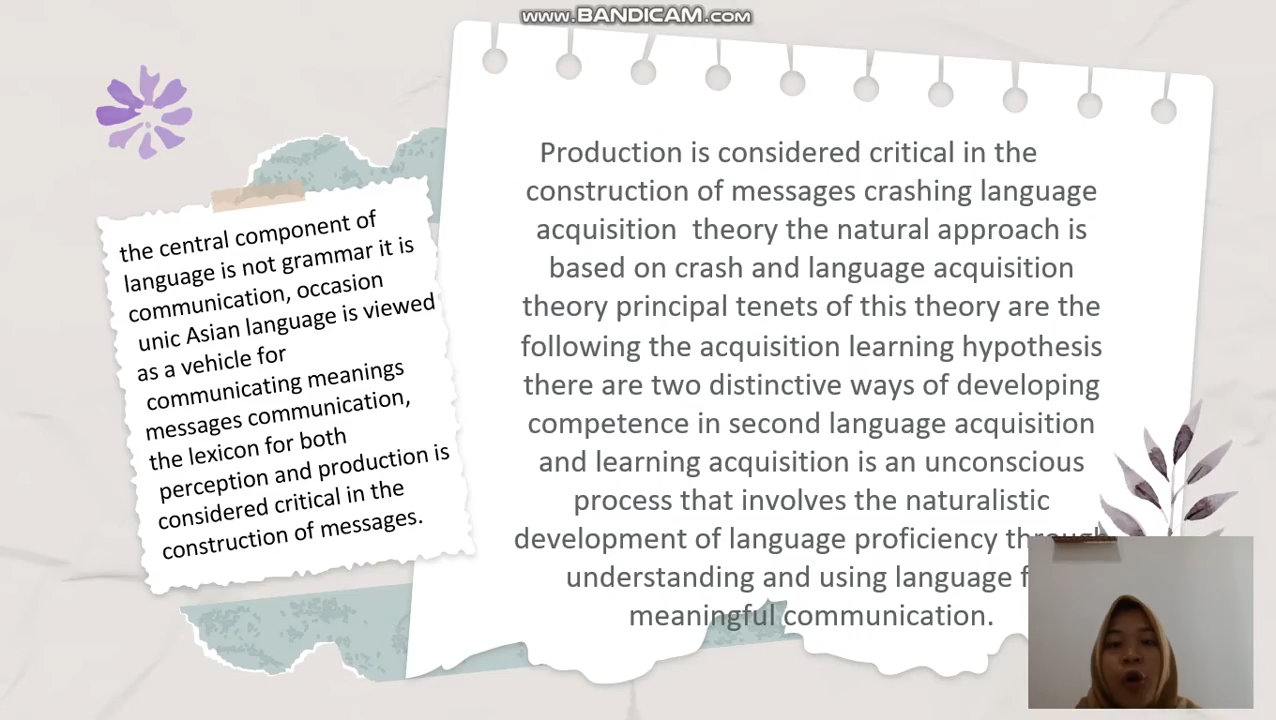 www.BANDICAM.com
the central component of
language is not grammar it is
communication, occasion
unic Asian language is viewed
as a vehicle for
communicating meanings
messages communication,
the lexicon for both
perception and production is
considered critical in the
construction of messages.
Production is considered critical in the
construction of messages crashing language
acquisition theory the natural approach is
based on crash and language acquisition
theory principal tenets of this theory are the
following the acquisition learning hypothesis
there are two distinctive ways of developing
competence in second language acquisition
and learning acquisition is an unconscious
process that involves the naturalistic
development of language proficiency through
understanding and using language
meaningful communication.